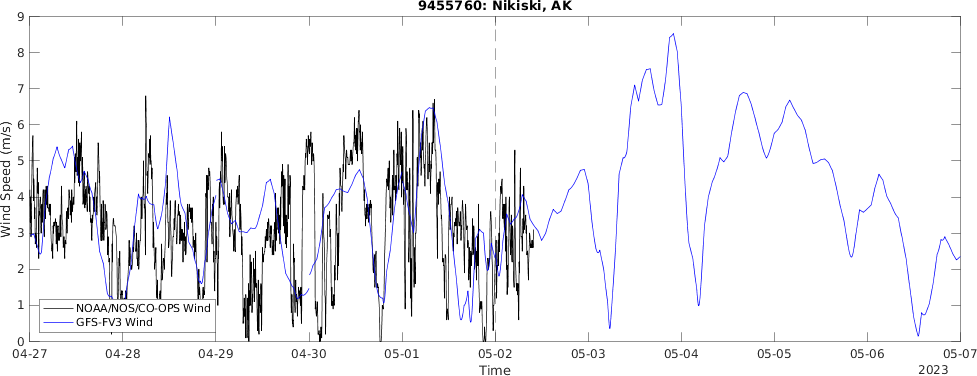 9455760: Nikiski, AK
9
8
7
6
5
4
3
2
1
0
Wind Speed (m/s)
NOAA/NOS/CO-OPS Wind
GFS-FV3 Wind
04-27 04-28 04-29 04-30 05-01 05-02 05-03 05-04 05-05 05-06 05-07
Time
2023